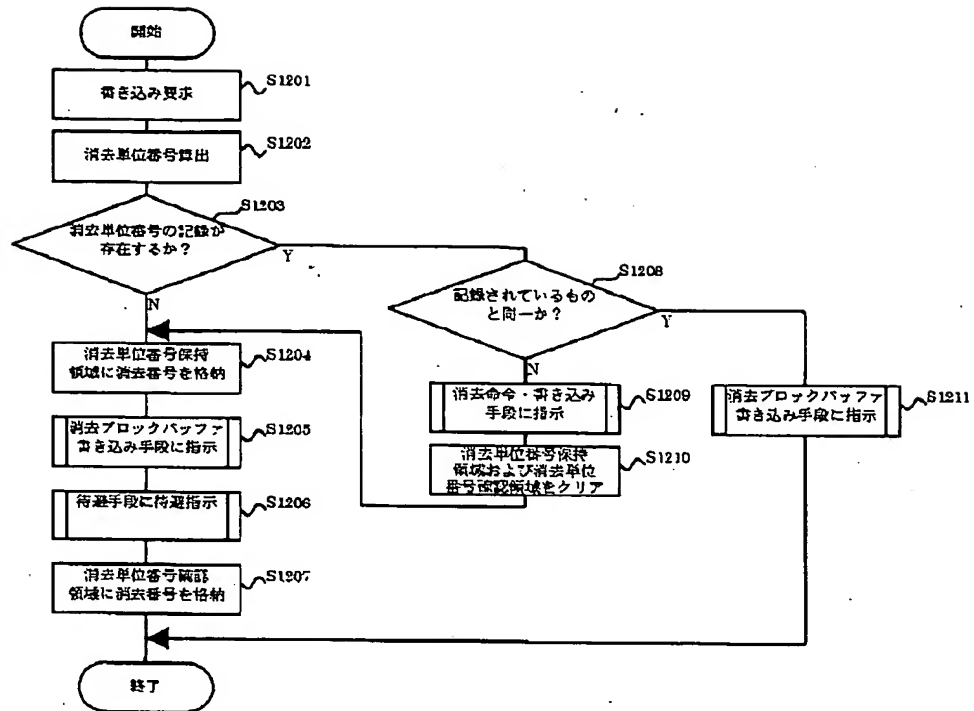 開始
書き込み要求
S1201
消去単位番号算出
S1202
消去単位番号の記録が
存在するか？
S1203
Y
N
消去単位番号保持
領域に消去番号を格納
S1204
消去ブロックバッファ
書き込み手段に指示
S1205
待避手段に待避指示
S1206
消去単位番号確認
領域に消去番号を格納
S1207
終了
記録されているもの
と同一か？
S1208
Y
N
消去命令・書き込み
手段に指示
S1209
消去単位番号保持
領域および消去単位
番号確認領域をクリア
S1210
消去ブロックバッファ
書き込み手段に指示
S1211